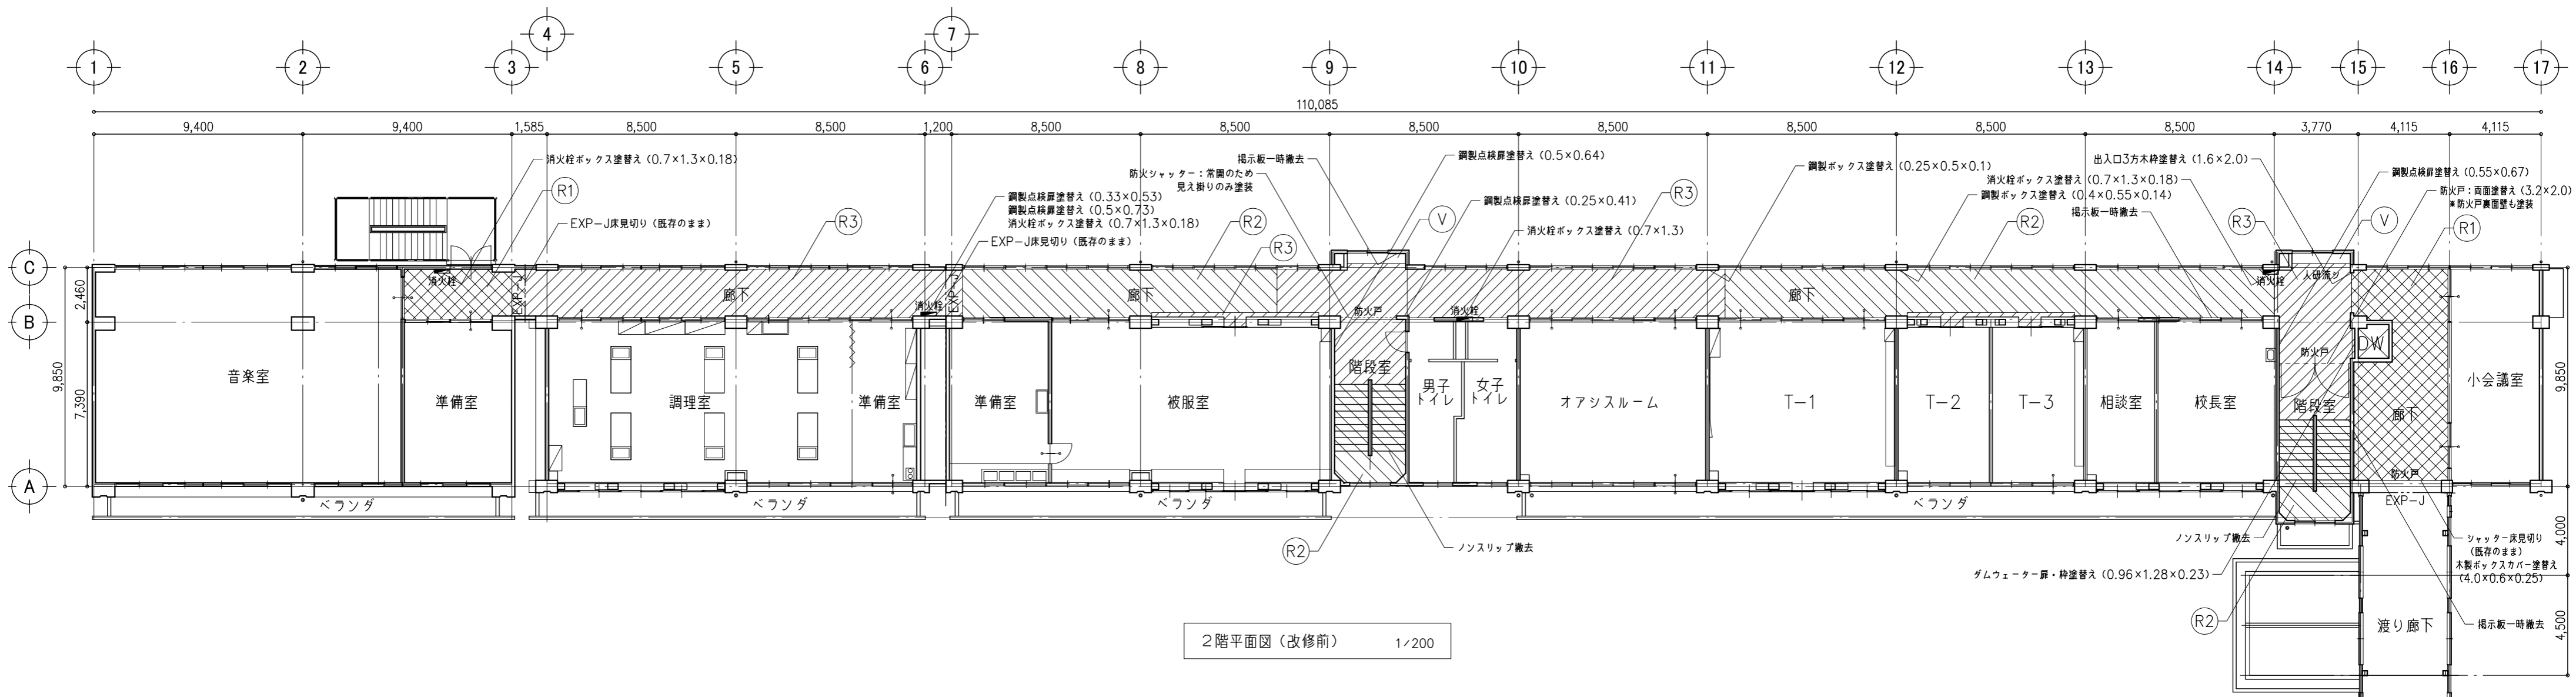 4
7
1
2
3
5
6
8
9
10
11
12
13
14
15
16
17
110,085
9,400
9,400
1,585
8,500
8,500
1,200
8,500
8,500
8,500
8,500
8,500
8,500
8,500
3,770
4,115
4,115
消火栓ボックス塗替え (0.7×1.3×0.18)
R1
EXP-J床見切り (既存のまま)
R3
鋼製点検扉塗替え (0.33×0.53)
鋼製点検扉塗替え (0.5×0.73)
消火栓ボックス塗替え (0.7×1.3×0.18)
EXP-J床見切り (既存のまま)
掲示板一時撤去
防火シャッター：常開のため
見え掛りのみ塗装
R2
R3
鋼製点検扉塗替え (0.5×0.64)
鋼製点検扉塗替え (0.25×0.41)
V
消火栓ボックス塗替え (0.7×1.3)
R3
鋼製ボックス塗替え (0.25×0.5×0.1)
出入口3方木枠塗替え (1.6×2.0)
消火栓ボックス塗替え (0.7×1.3×0.18)
鋼製ボックス塗替え (0.4×0.55×0.14)
掲示板一時撤去
R2
R3
鋼製点検扉塗替え (0.55×0.67)
防火戸：両面塗替え (3.2×2.0)
＊防火戸裏面壁も塗装
V
R1
C
B
A
2,460
7,390
9,850
消火栓
EXP-J
廊下
消火栓
EXP-J
廊下
防火戸
消火栓
廊下
消火栓
人研流し
音楽室
準備室
調理室
準備室
準備室
被服室
階段室
男子
トイレ
女子
トイレ
オアシスルーム
T-1
T-2
T-3
相談室
校長室
防火戸
階段室
DW
廊下
小会議室
9,850
防火戸
EXP-J
ベランダ
ベランダ
ベランダ
ベランダ
R2
ノンスリップ撤去
ノンスリップ撤去
シャッター床見切り
(既存のまま)
木製ボックスカバー塗替え
(4.0×0.6×0.25)
ダムウェーター扉・枠塗替え (0.96×1.28×0.23)
R2
掲示板一時撤去
渡り廊下
4,000
4,500
2階平面図 (改修前) 1/200